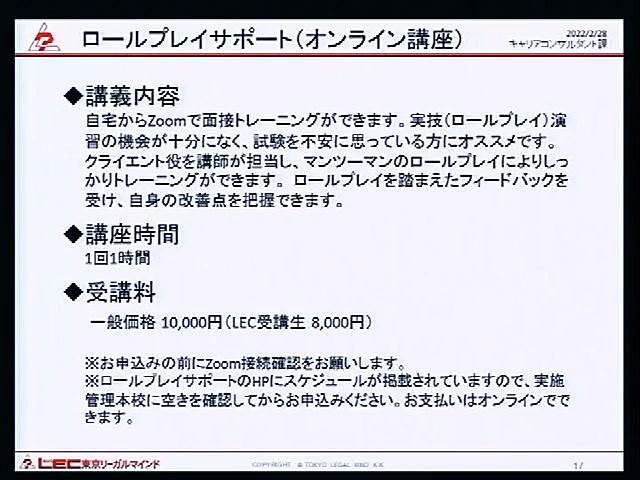 ロールプレイサポート(オンライン講座)
2022/2/28
キャリアコンサルタント課
◆講義内容
自宅からZoomで面接トレーニングができます。実技(ロールプレイ)演
習の機会が十分になく、試験を不安に思っている方にオススメです。
クライエント役を講師が担当し、マンツーマンのロールプレイによりしっ
かりトレーニングができます。 ロールプレイを踏まえたフィードバックを
受け、自身の改善点を把握できます。
◆講座時間
1回1時間
◆受講料
一般価格 10,000円(LEC受講生 8,000円)
※お申込みの前にZoom接続確認をお願いします。
※ロールプレイサポートのHPにスケジュールが掲載されていますので、実施
管理本校に空きを確認してからお申込みください。お支払いはオンラインでで
きます。
LEC東京リーガルマインド
COPYRIGHT © TOKYO LEGAL MIND K.K.
17